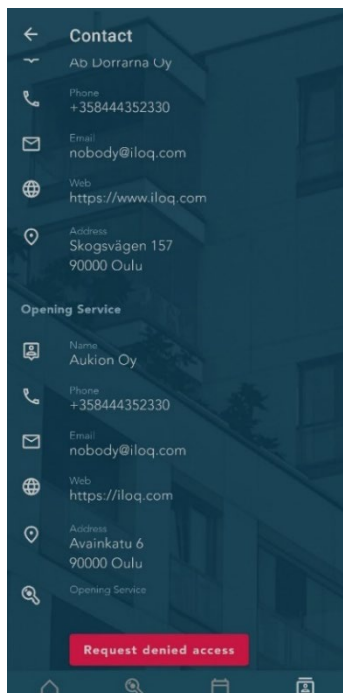 Contact
Ab Dörrarna Oy
Phone
+358444352330
Email
nobody@iloq.com
Web
https://www.iloq.com
Address
Skogsvägen 157
90000 Oulu
Opening Service
Name
Aukion Oy
Phone
+358444352330
Email
nobody@iloq.com
Web
https://iloq.com
Address
Avainkatu 6
90000 Oulu
Opening Service
Request denied access